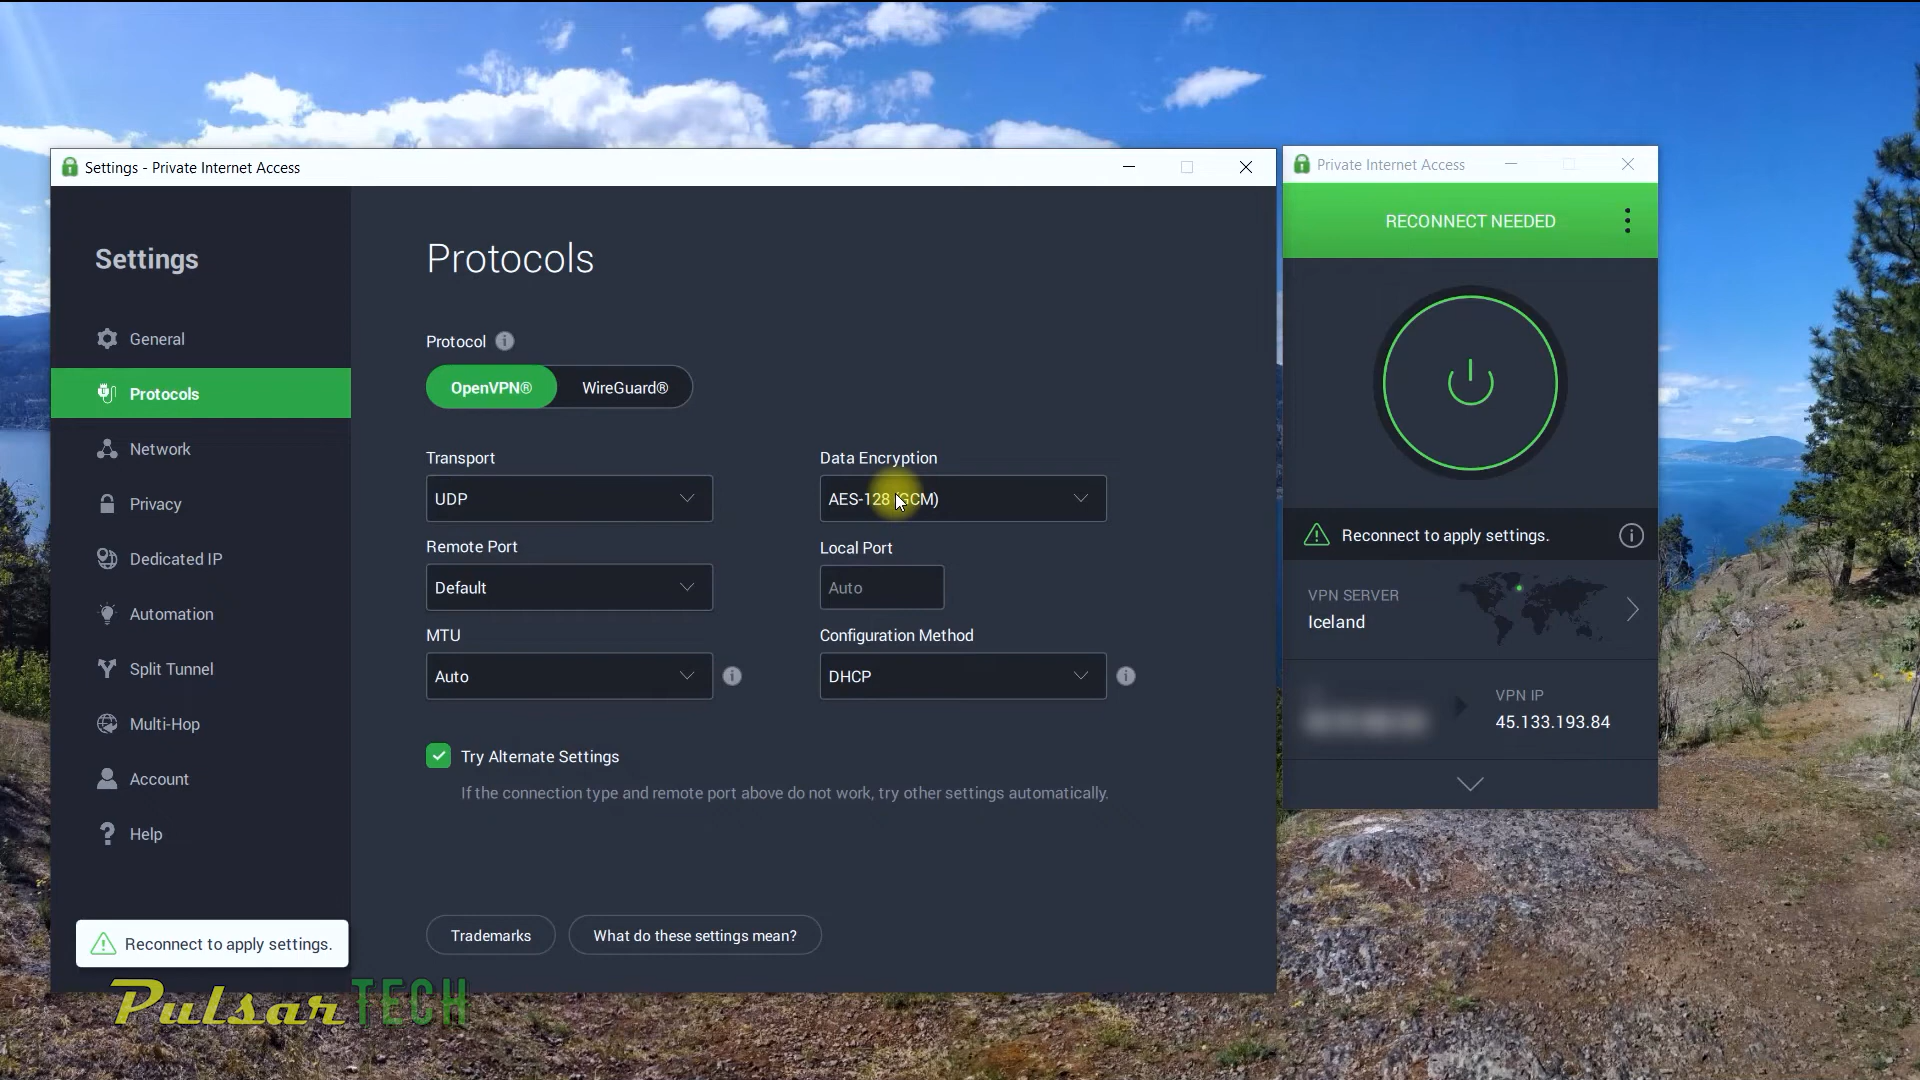 Settings - Private Internet Access
Settings
General
Protocols
Network
Privacy
Dedicated IP
Automation
Split Tunnel
Multi-Hop
Account
Help
Reconnect to apply settings.
Protocols
Protocol
OpenVPN®
WireGuard®
Transport
Data Encryption
UDP
AES-128 (GCM)
Remote Port
Local Port
Default
Auto
MTU
Configuration Method
Auto
DHCP
Try Alternate Settings
If the connection type and remote port above do not work, try other settings automatically.
Trademarks
What do these settings mean?
Private Internet Access
RECONNECT NEEDED
Reconnect to apply settings.
VPN SERVER
Iceland
VPN IP
45.133.193.84
Pulsar TECH